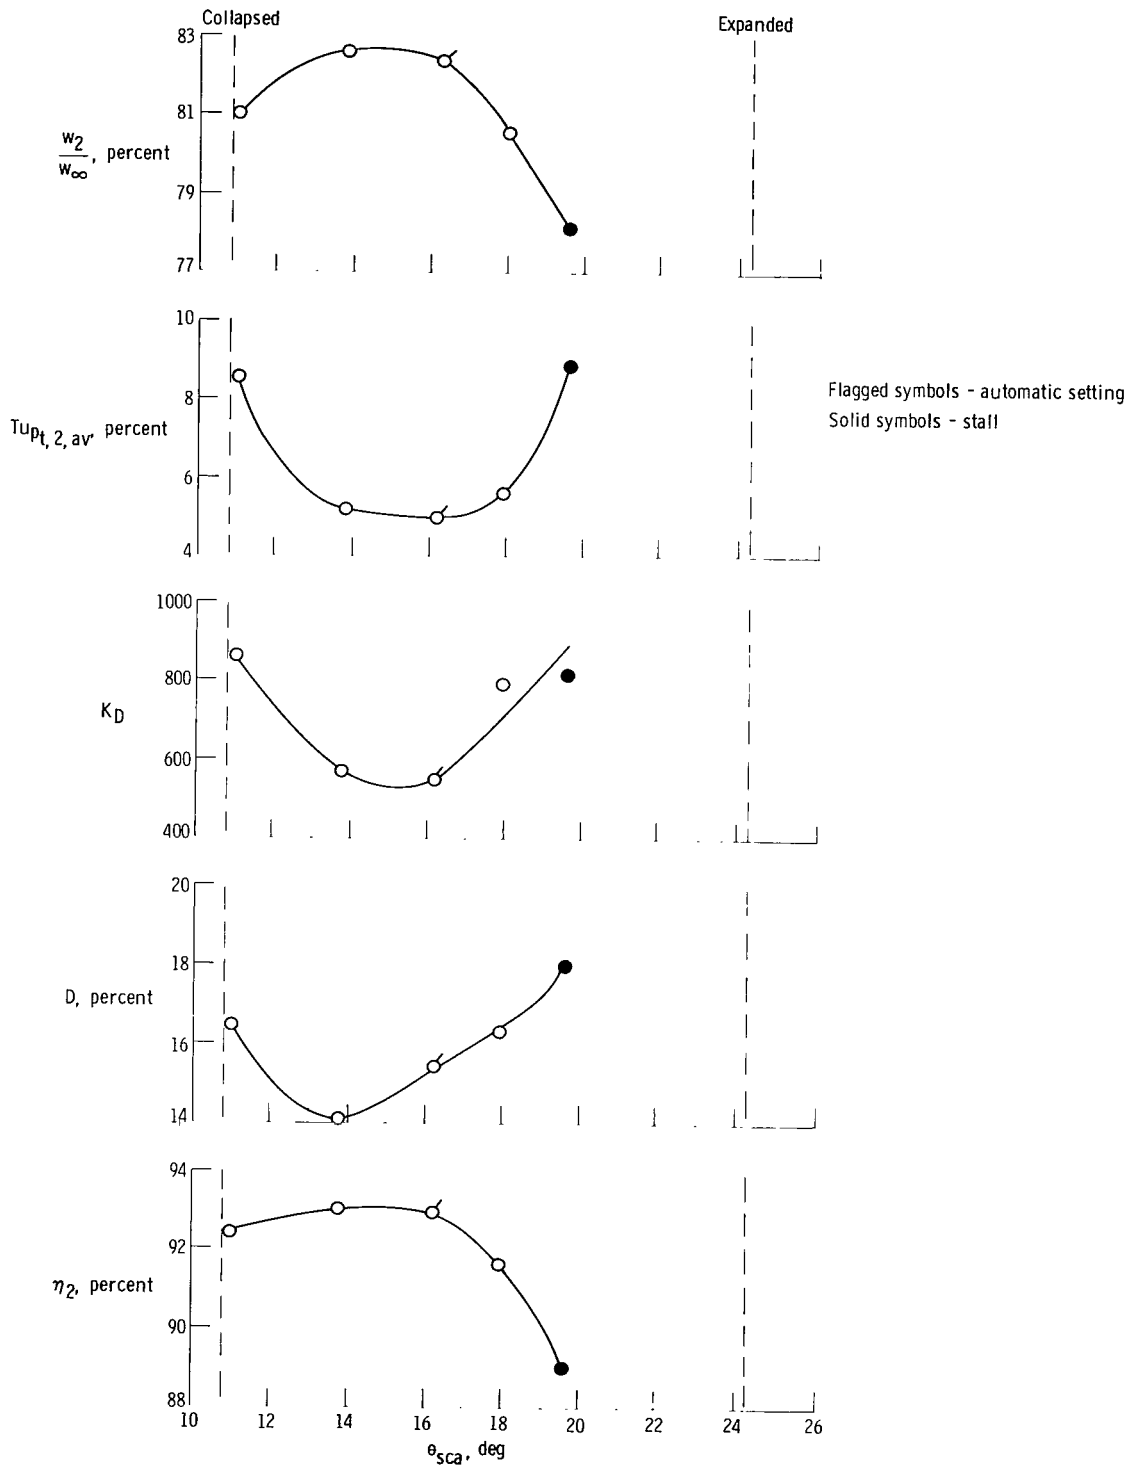 Collapsed
Expanded
83
81
w2/w∞, percent
79
77
10
8
Flagged symbols - automatic setting
Tupt, 2, av, percent
Solid symbols - stall
6
4
1000
800
KD
600
400
20
18
D, percent
16
14
94
92
η2, percent
90
88
10 12 14 16 18 20 22 24 26
θsca, deg